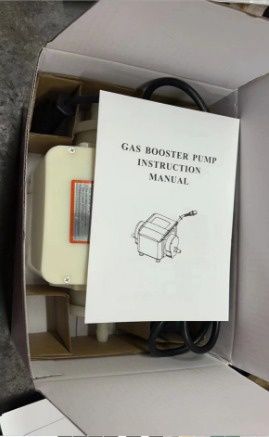 GAS BOOSTER PUMP
INSTRUCTION
MANUAL